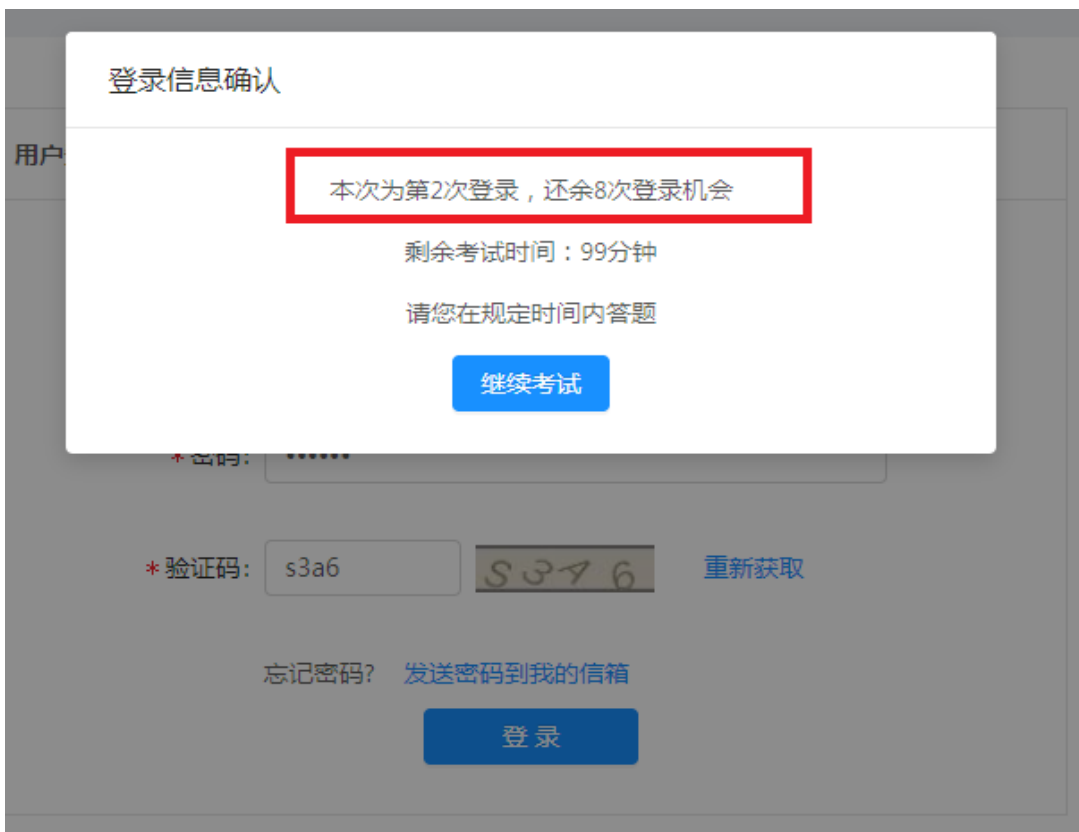 登录信息确认
用户
本次为第2次登录，还余8次登录机会
剩余考试时间：99分钟
请您在规定时间内答题
继续考试
*密码: ••••••
*验证码: s3a6 S3A6 重新获取
忘记密码? 发送密码到我的信箱
登 录